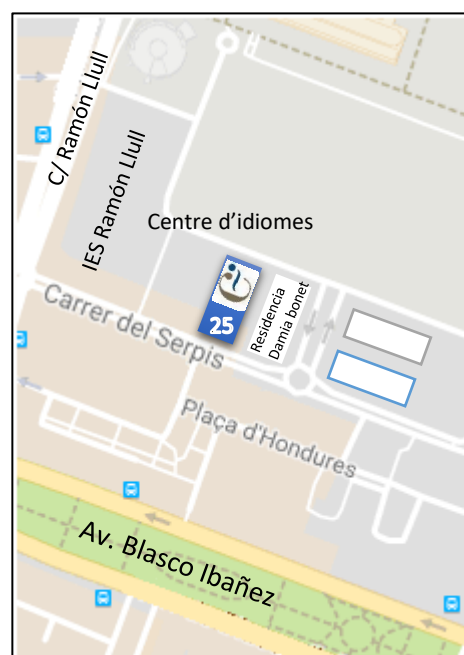 C/ Ramón Llull
IES Ramón Llull
Centre d'idiomes
25
Residencia
Damia bonet
Carrer del Serpis
Plaça d'Hondures
Av. Blasco Ibañez